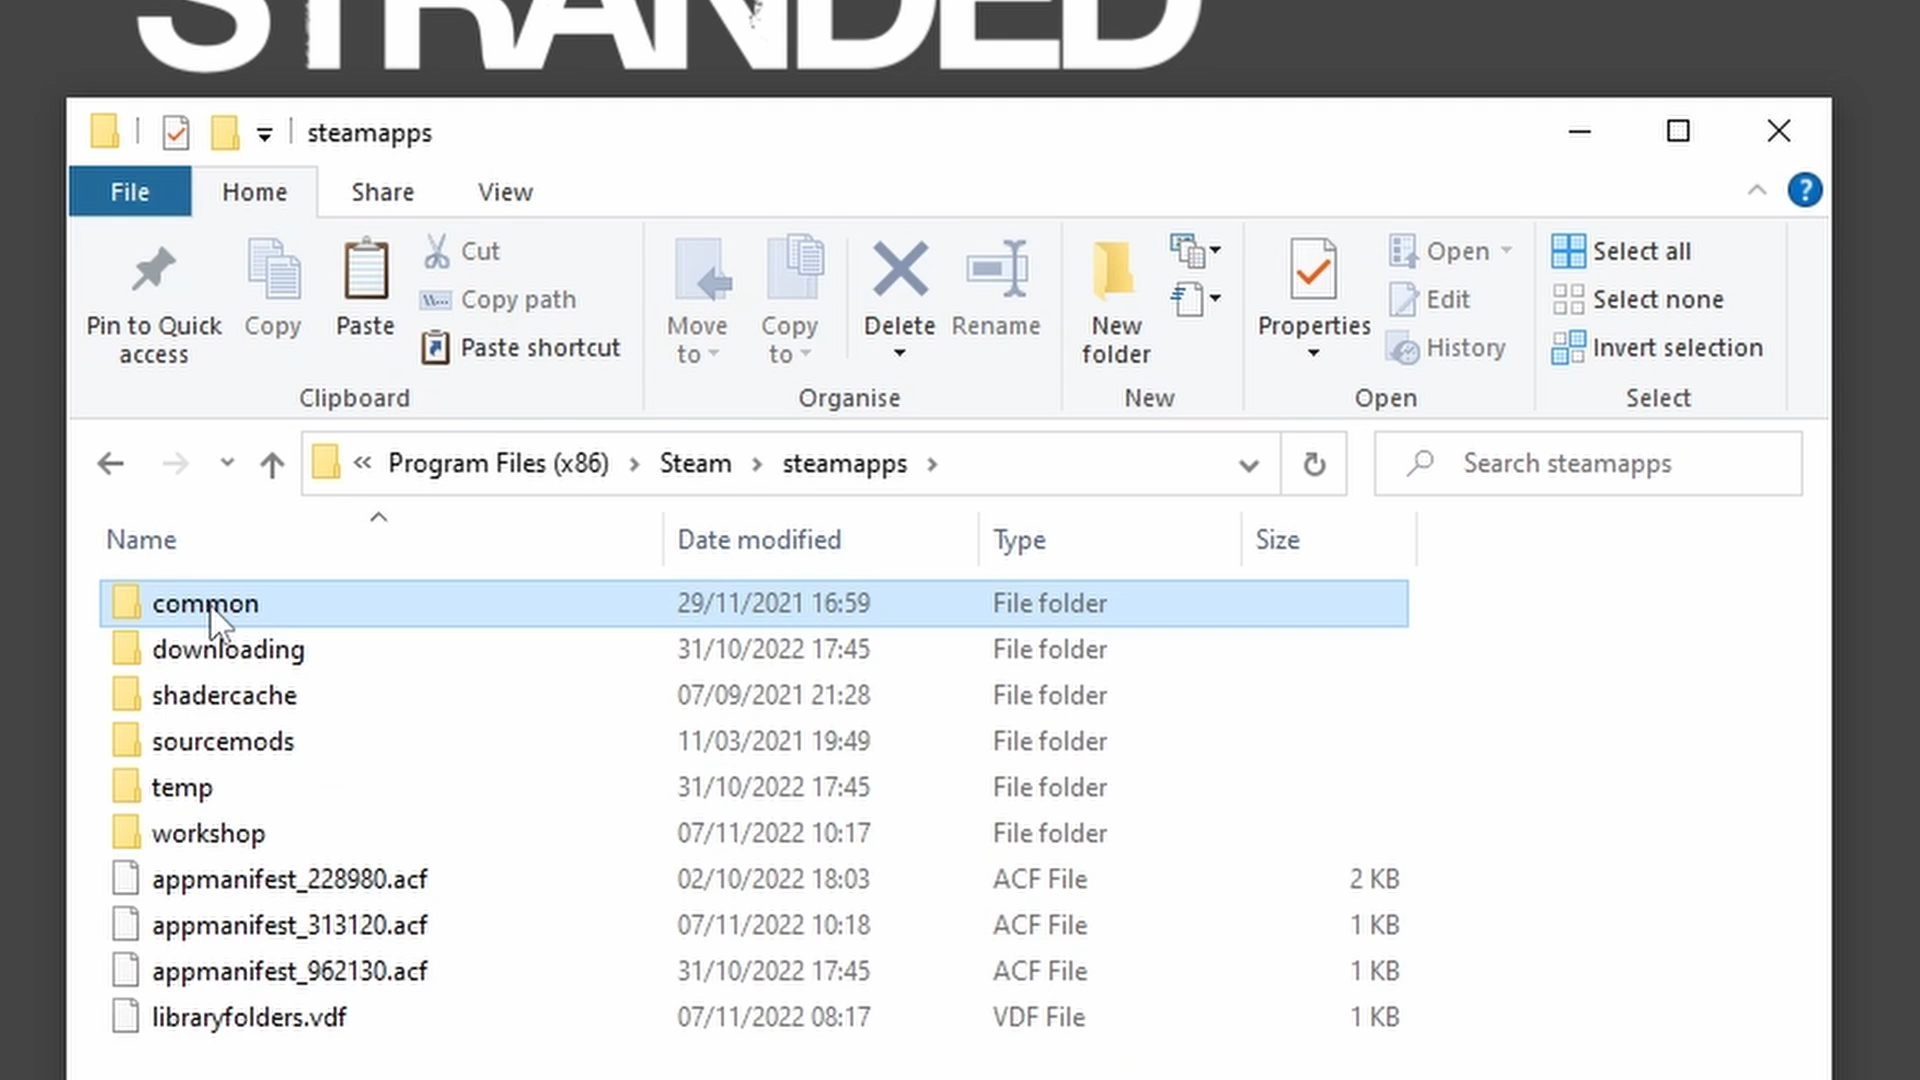 STRANDED
steamapps
File Home Share View
Pin to Quick access
Copy
Paste
Cut
Copy path
Paste shortcut
Clipboard
Move to
Copy to
Delete
Rename
Organise
New folder
New
Properties
Open
Edit
History
Open
Select all
Select none
Invert selection
Select
« Program Files (x86) › Steam › steamapps ›
Search steamapps
Name Date modified Type Size
common 29/11/2021 16:59 File folder
downloading 31/10/2022 17:45 File folder
shadercache 07/09/2021 21:28 File folder
sourcemods 11/03/2021 19:49 File folder
temp 31/10/2022 17:45 File folder
workshop 07/11/2022 10:17 File folder
appmanifest_228980.acf 02/10/2022 18:03 ACF File 2 KB
appmanifest_313120.acf 07/11/2022 10:18 ACF File 1 KB
appmanifest_962130.acf 31/10/2022 17:45 ACF File 1 KB
libraryfolders.vdf 07/11/2022 08:17 VDF File 1 KB